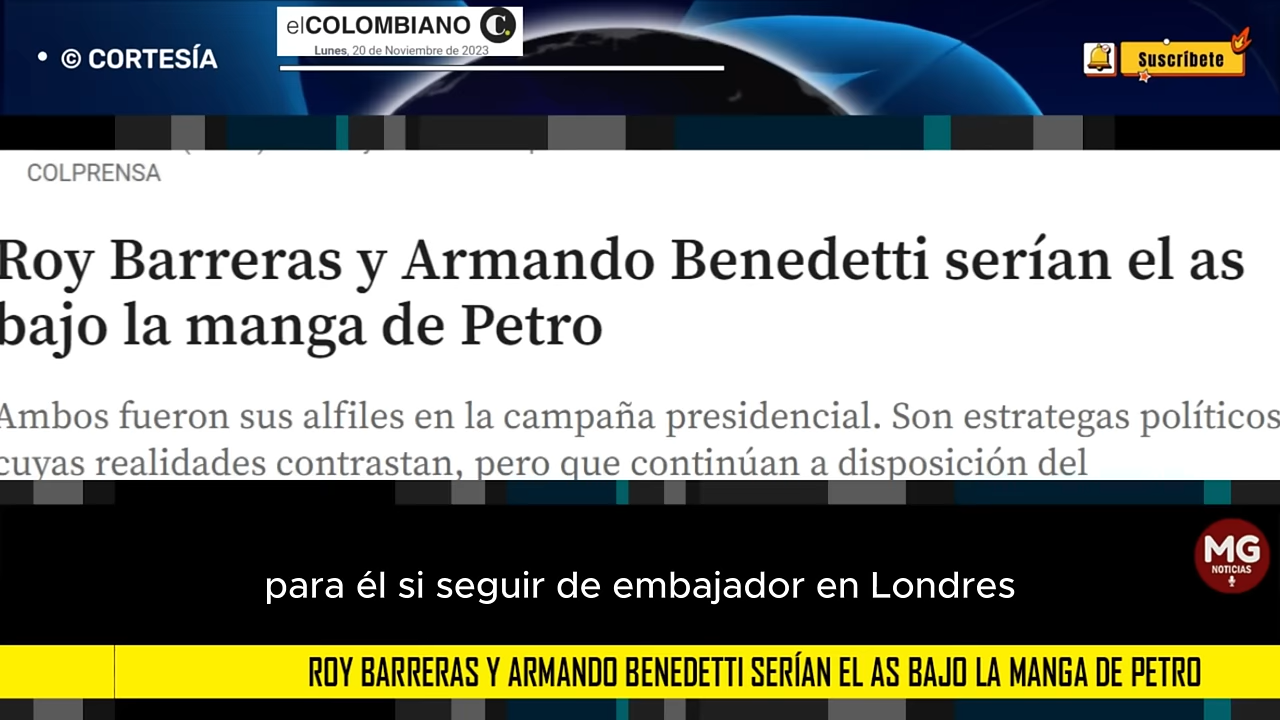 elCOLOMBIANO C.
Lunes, 20 de Noviembre de 2023
• © CORTESÍA
Suscríbete
COLPRENSA
Roy Barreras y Armando Benedetti serían el as
bajo la manga de Petro
Ambos fueron sus alfiles en la campaña presidencial. Son estrategas políticos
cuyas realidades contrastan, pero que continúan a disposición del
MG
NOTICIAS
para él si seguir de embajador en Londres
ROY BARRERAS Y ARMANDO BENEDETTI SERÍAN EL AS BAJO LA MANGA DE PETRO